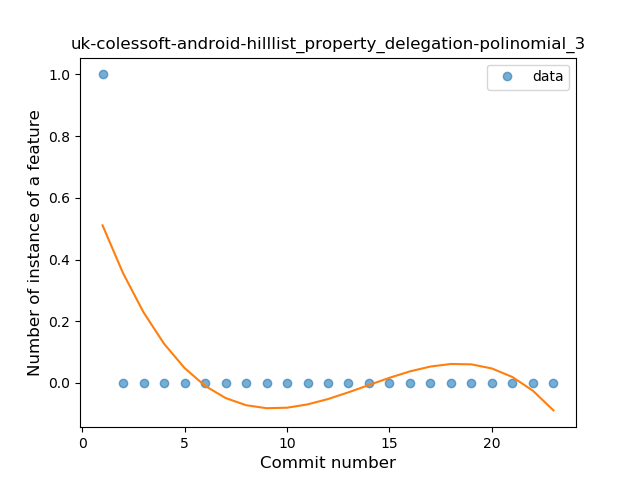 uk-colessoft-android-hilllist_property_delegation-polinomial_3
data
Number of instance of a feature
1.0
0.8
0.6
0.4
0.2
0.0
0 5 10 15 20
Commit number